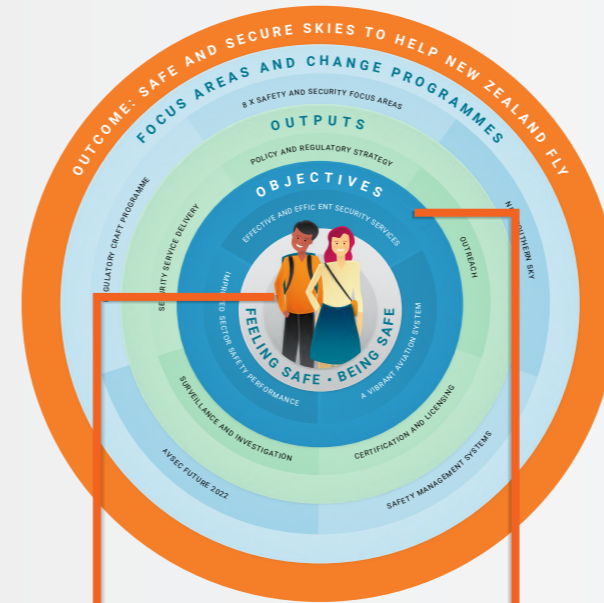 OUTCOME: SAFE AND SECURE SKIES TO HELP NEW ZEALAND FLY
FOCUS AREAS AND CHANGE PROGRAMMES
8 X SAFETY AND SECURITY FOCUS AREAS
SOUTHERN SKY
SAFETY MANAGEMENT SYSTEMS
AVSEC FUTURE 2022
REGULATORY CRAFT PROGRAMME
OUTPUTS
POLICY AND REGULATORY STRATEGY
OUTREACH
CERTIFICATION AND LICENSING
SURVEILLANCE AND INVESTIGATION
SECURITY SERVICE DELIVERY
OBJECTIVES
EFFECTIVE AND EFFICIENT SECURITY SERVICES
A VIBRANT AVIATION SYSTEM
IMPROVED SECTOR SAFETY PERFORMANCE
FEELING SAFE • BEING SAFE